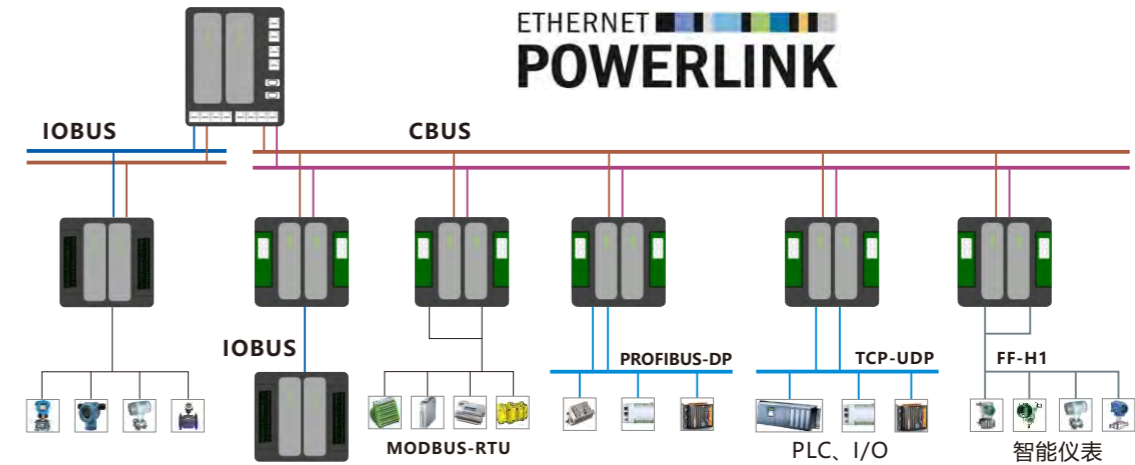 ETHERNET
POWERLINK
IOBUS
CBUS
IOBUS
PROFIBUS-DP
TCP-UDP
FF-H1
MODBUS-RTU
PLC、I/O
智能仪表